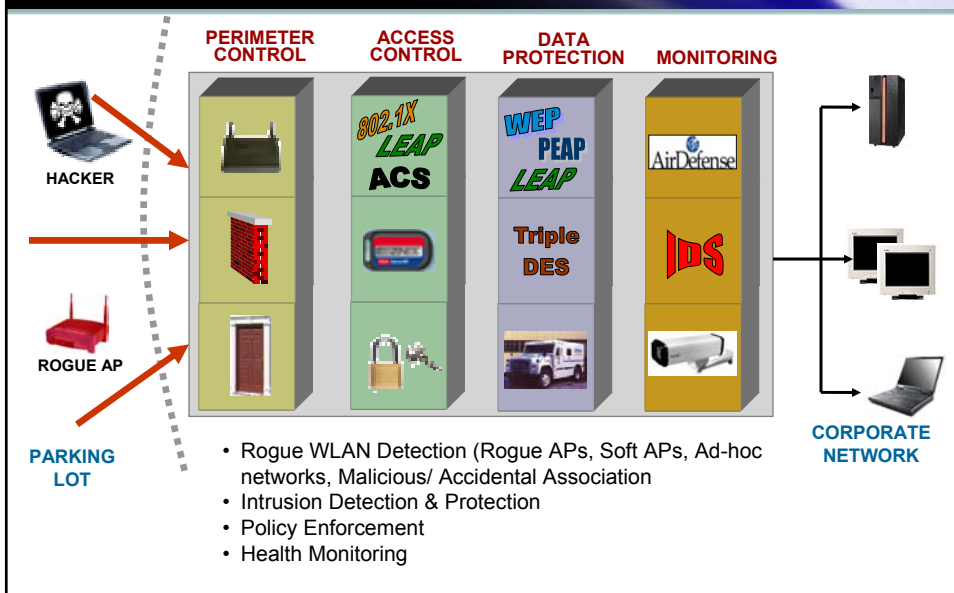 PERIMETER
CONTROL
ACCESS
CONTROL
DATA
PROTECTION
MONITORING
HACKER
802.1X
LEAP
ACS
WEP
PEAP
LEAP
AirDefense
Triple
DES
IDS
ROGUE AP
PARKING
LOT
CORPORATE
NETWORK
• Rogue WLAN Detection (Rogue APs, Soft APs, Ad-hoc
networks, Malicious/ Accidental Association
• Intrusion Detection & Protection
• Policy Enforcement
• Health Monitoring